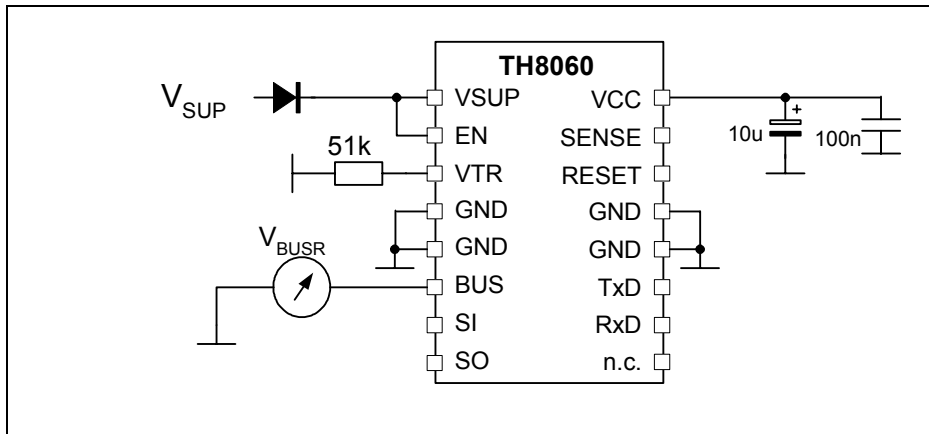 TH8060
V_SUP
VSUP
VCC
EN
SENSE
10u
+
100n
51k
VTR
RESET
GND
GND
GND
GND
V_BUSR
BUS
TxD
SI
RxD
SO
n.c.